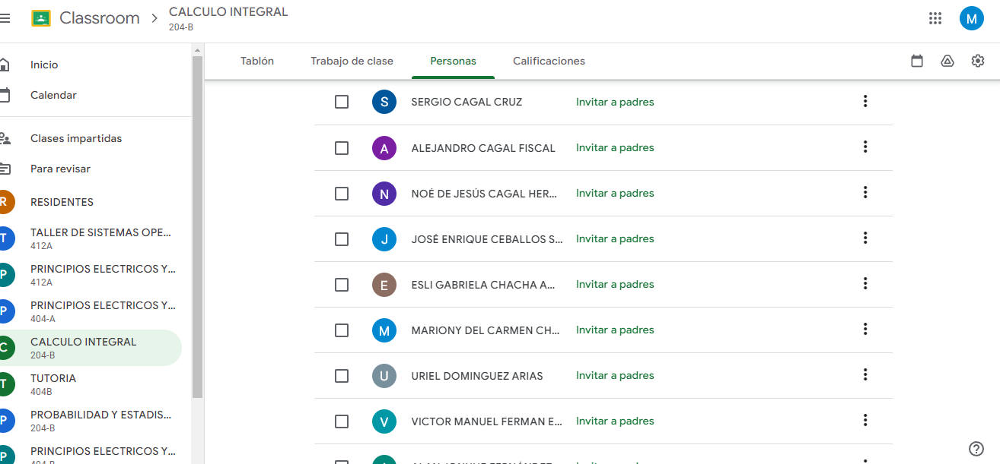 Classroom
CALCULO INTEGRAL
204-B
M
Inicio
Calendar
Clases impartidas
Para revisar
R
RESIDENTES
T
TALLER DE SISTEMAS OPE...
412A
P
PRINCIPIOS ELECTRICOS Y...
412A
P
PRINCIPIOS ELECTRICOS Y...
404-A
C
CALCULO INTEGRAL
204-B
T
TUTORIA
404B
P
PROBABILIDAD Y ESTADIS...
204-B
P
PRINCIPIOS ELECTRICOS Y...
Tablón
Trabajo de clase
Personas
Calificaciones
S SERGIO CAGAL CRUZ Invitar a padres
A ALEJANDRO CAGAL FISCAL Invitar a padres
N NOÉ DE JESÚS CAGAL HER... Invitar a padres
J JOSÉ ENRIQUE CEBALLOS S... Invitar a padres
E ESLI GABRIELA CHACHA A... Invitar a padres
M MARIONY DEL CARMEN CH... Invitar a padres
U URIEL DOMINGUEZ ARIAS Invitar a padres
V VICTOR MANUEL FERMAN E... Invitar a padres